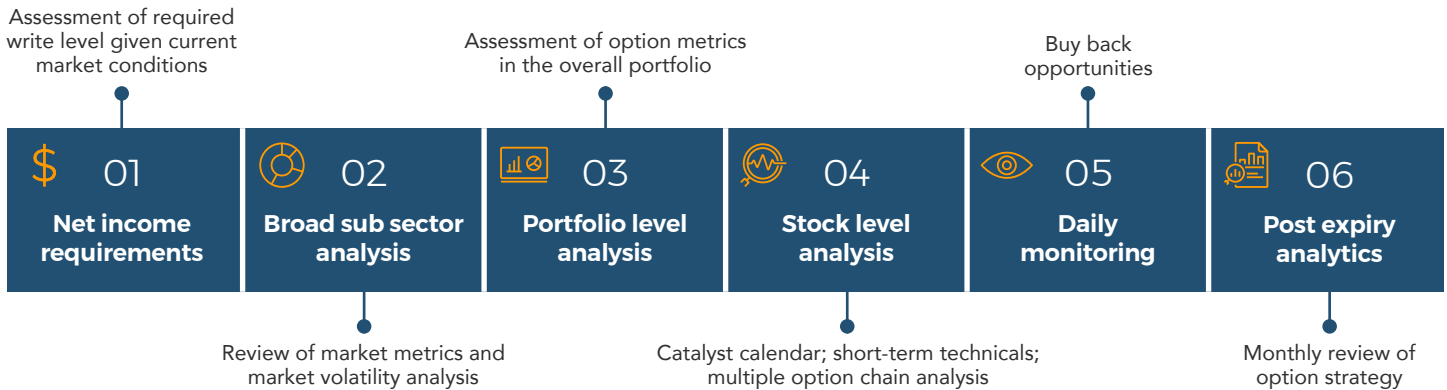 Assessment of required
write level given current
market conditions
Assessment of option metrics
in the overall portfolio
Buy back
opportunities
$
01
Net income
requirements
02
Broad sub sector
analysis
03
Portfolio level
analysis
04
Stock level
analysis
05
Daily
monitoring
06
Post expiry
analytics
Review of market metrics and
market volatility analysis
Catalyst calendar; short-term technicals;
multiple option chain analysis
Monthly review of
option strategy